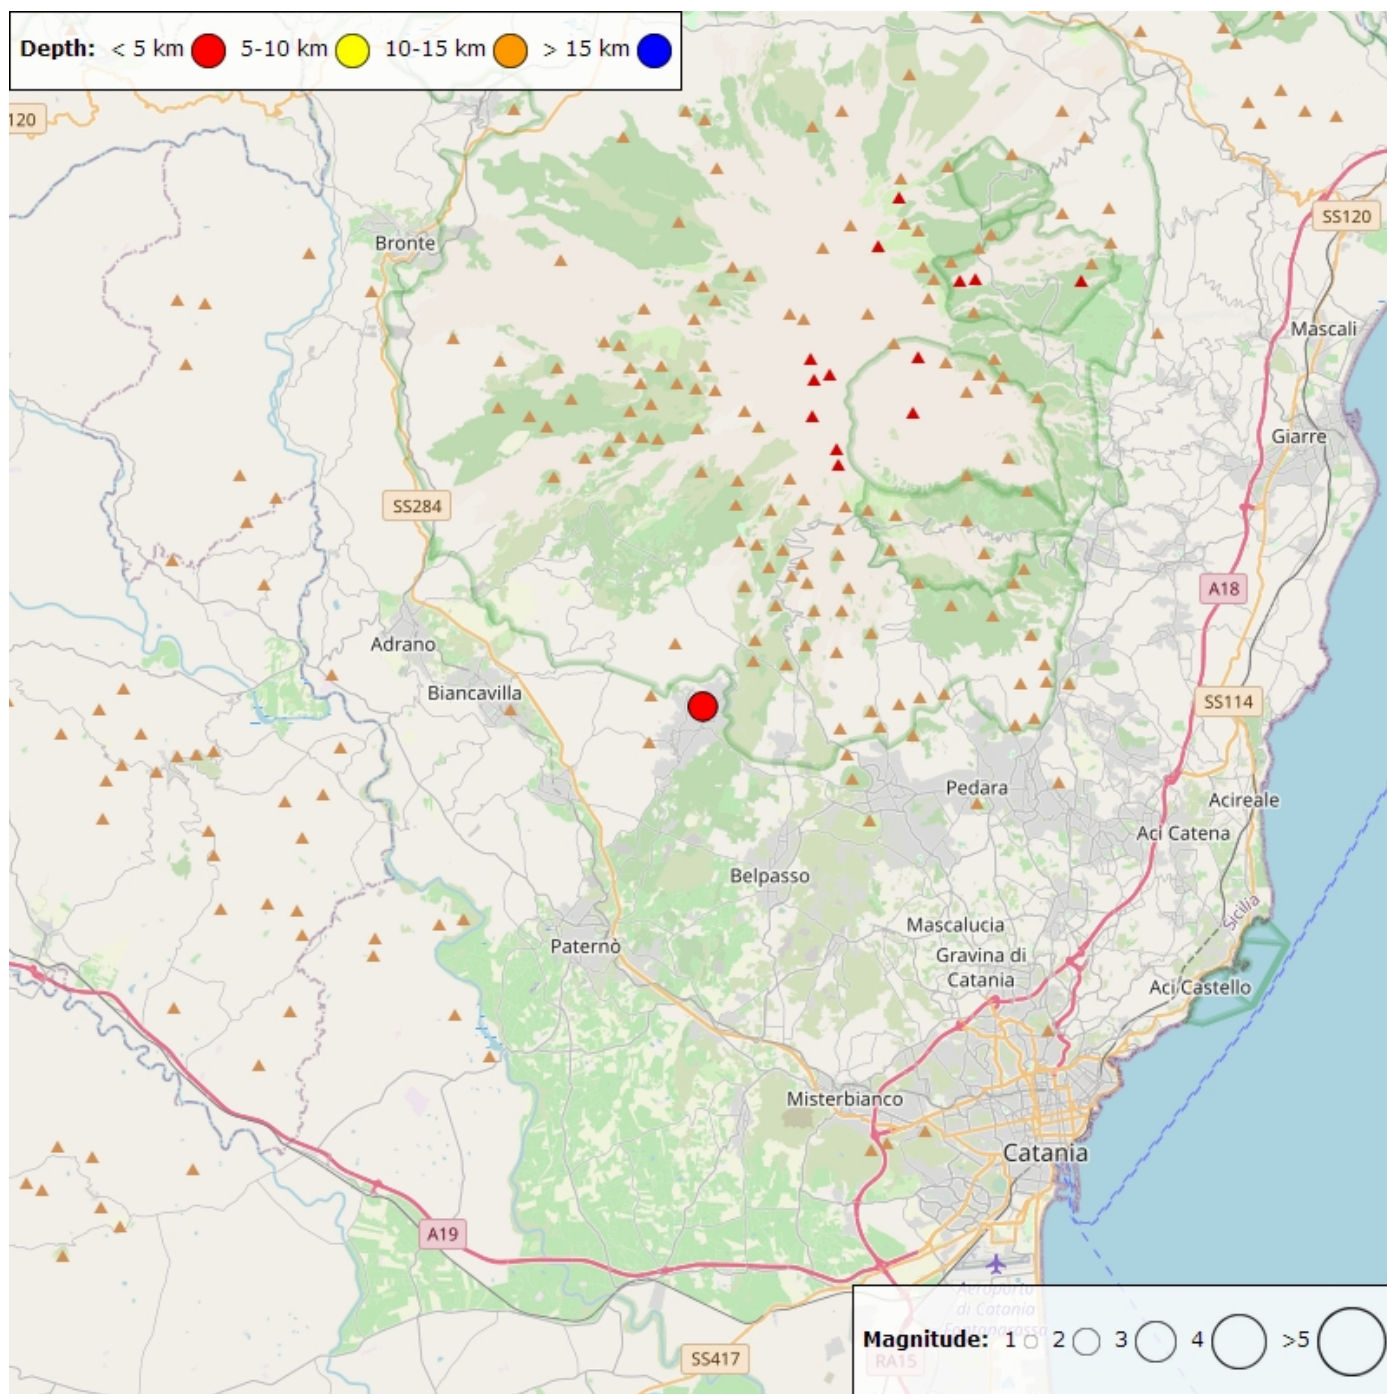 Depth: < 5 km 5-10 km 10-15 km > 15 km
120
SS120
Bronte
Mascali
Giarre
SS284
A18
Adrano
Biancavilla
SS114
Pedara
Acireale
Aci Catena
Belpasso
Mascalucia
Sicilia
Paternò
Gravina di
Catania
Aci Castello
Misterbianco
Catania
A19
Aeroporto
di Catania
Fontanarossa
Magnitude: 1 2 3 4 >5
SS417
RA15